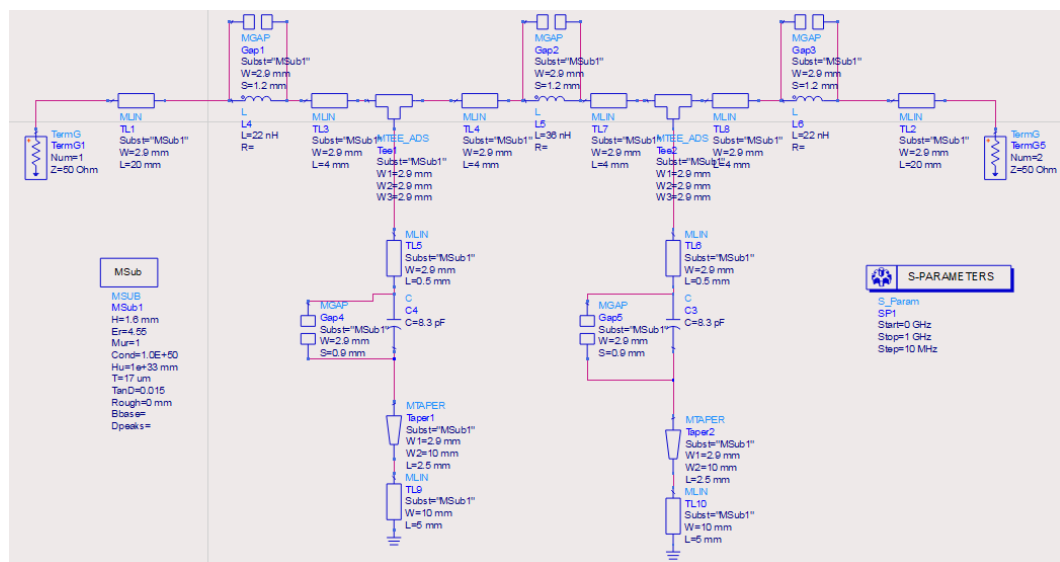 MGAP
Gap1
Subst="MSub1"
W=2.9 mm
S=1.2 mm
MGAP
Gap2
Subst="MSub1"
W=2.9 mm
S=1.2 mm
MGAP
Gap3
Subst="MSub1"
W=2.9 mm
S=1.2 mm
TermG
TermG1
Num=1
Z=50 Ohm
MLIN
TL1
Subst="MSub1"
W=2.9 mm
L=20 mm
L
L4
L=22 nH
R=
MLIN
TL3
Subst="MSub1"
W=2.9 mm
L=4 mm
MTEE_ADS
Tee1
Subst="MSub1"
W1=2.9 mm
W2=2.9 mm
W3=2.9 mm
MLIN
TL4
Subst="MSub1"
W=2.9 mm
L=4 mm
L
L5
L=36 nH
R=
MLIN
TL7
Subst="MSub1"
W=2.9 mm
L=4 mm
MTEE_ADS
Tee2
Subst="MSub1"
W1=2.9 mm
W2=2.9 mm
W3=2.9 mm
MLIN
TL8
Subst="MSub1"
W=2.9 mm
L=4 mm
L
L6
L=22 nH
R=
MLIN
TL2
Subst="MSub1"
W=2.9 mm
L=20 mm
TermG
TermG5
Num=2
Z=50 Ohm
MSub
MSUB
MSub1
H=1.6 mm
Er=4.55
Mur=1
Cond=1.0E+50
Hu=1e+33 mm
T=17 um
TanD=0.015
Rough=0 mm
Bbase=
Dpeaks=
MLIN
TL5
Subst="MSub1"
W=2.9 mm
L=0.5 mm
MGAP
Gap4
Subst="MSub1"
W=2.9 mm
S=0.9 mm
C
C4
C=8.3 pF
MTAPER
Taper1
Subst="MSub1"
W1=2.9 mm
W2=10 mm
L=2.5 mm
MLIN
TL9
Subst="MSub1"
W=10 mm
L=5 mm
MLIN
TL6
Subst="MSub1"
W=2.9 mm
L=0.5 mm
MGAP
Gap5
Subst="MSub1"
W=2.9 mm
S=0.9 mm
C
C3
C=8.3 pF
MTAPER
Taper2
Subst="MSub1"
W1=2.9 mm
W2=10 mm
L=2.5 mm
MLIN
TL10
Subst="MSub1"
W=10 mm
L=5 mm
S-PARAMETERS
S_Param
SP1
Start=0 GHz
Stop=1 GHz
Step=10 MHz